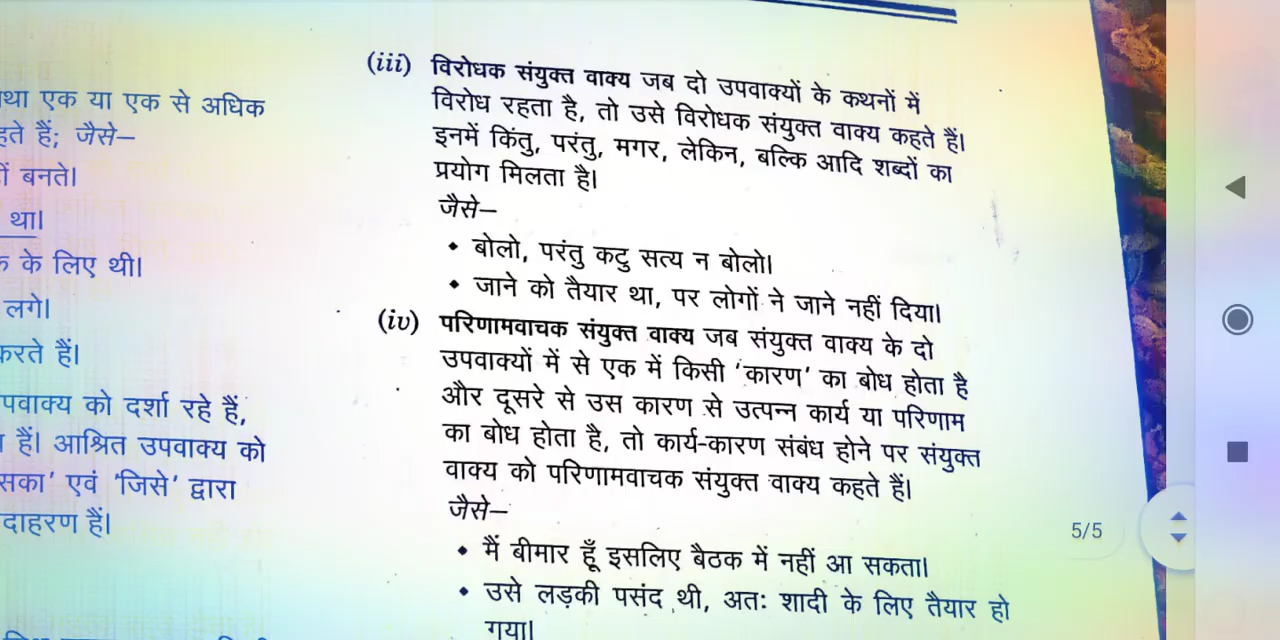 था एक या एक से अधिक
हते हैं; जैसे–
ों बनते।
था।
के लिए थी।
लगे।
करते हैं।
पवाक्य को दर्शा रहे हैं,
हैं। आश्रित उपवाक्य को
सका’ एवं ‘जिसे’ द्वारा
दाहरण हैं।
(iii) विरोधक संयुक्त वाक्य जब दो उपवाक्यों के कथनों में
विरोध रहता है, तो उसे विरोधक संयुक्त वाक्य कहते हैं।
इनमें किंतु, परंतु, मगर, लेकिन, बल्कि आदि शब्दों का
प्रयोग मिलता है।
जैसे–
• बोलो, परंतु कटु सत्य न बोलो।
• जाने को तैयार था, पर लोगों ने जाने नहीं दिया।
(iv) परिणामवाचक संयुक्त वाक्य जब संयुक्त वाक्य के दो
उपवाक्यों में से एक में किसी ‘कारण’ का बोध होता है
और दूसरे से उस कारण से उत्पन्न कार्य या परिणाम
का बोध होता है, तो कार्य-कारण संबंध होने पर संयुक्त
वाक्य को परिणामवाचक संयुक्त वाक्य कहते हैं।
जैसे–
• मैं बीमार हूँ इसलिए बैठक में नहीं आ सकता।
• उसे लड़की पसंद थी, अतः शादी के लिए तैयार हो
गया।
5/5